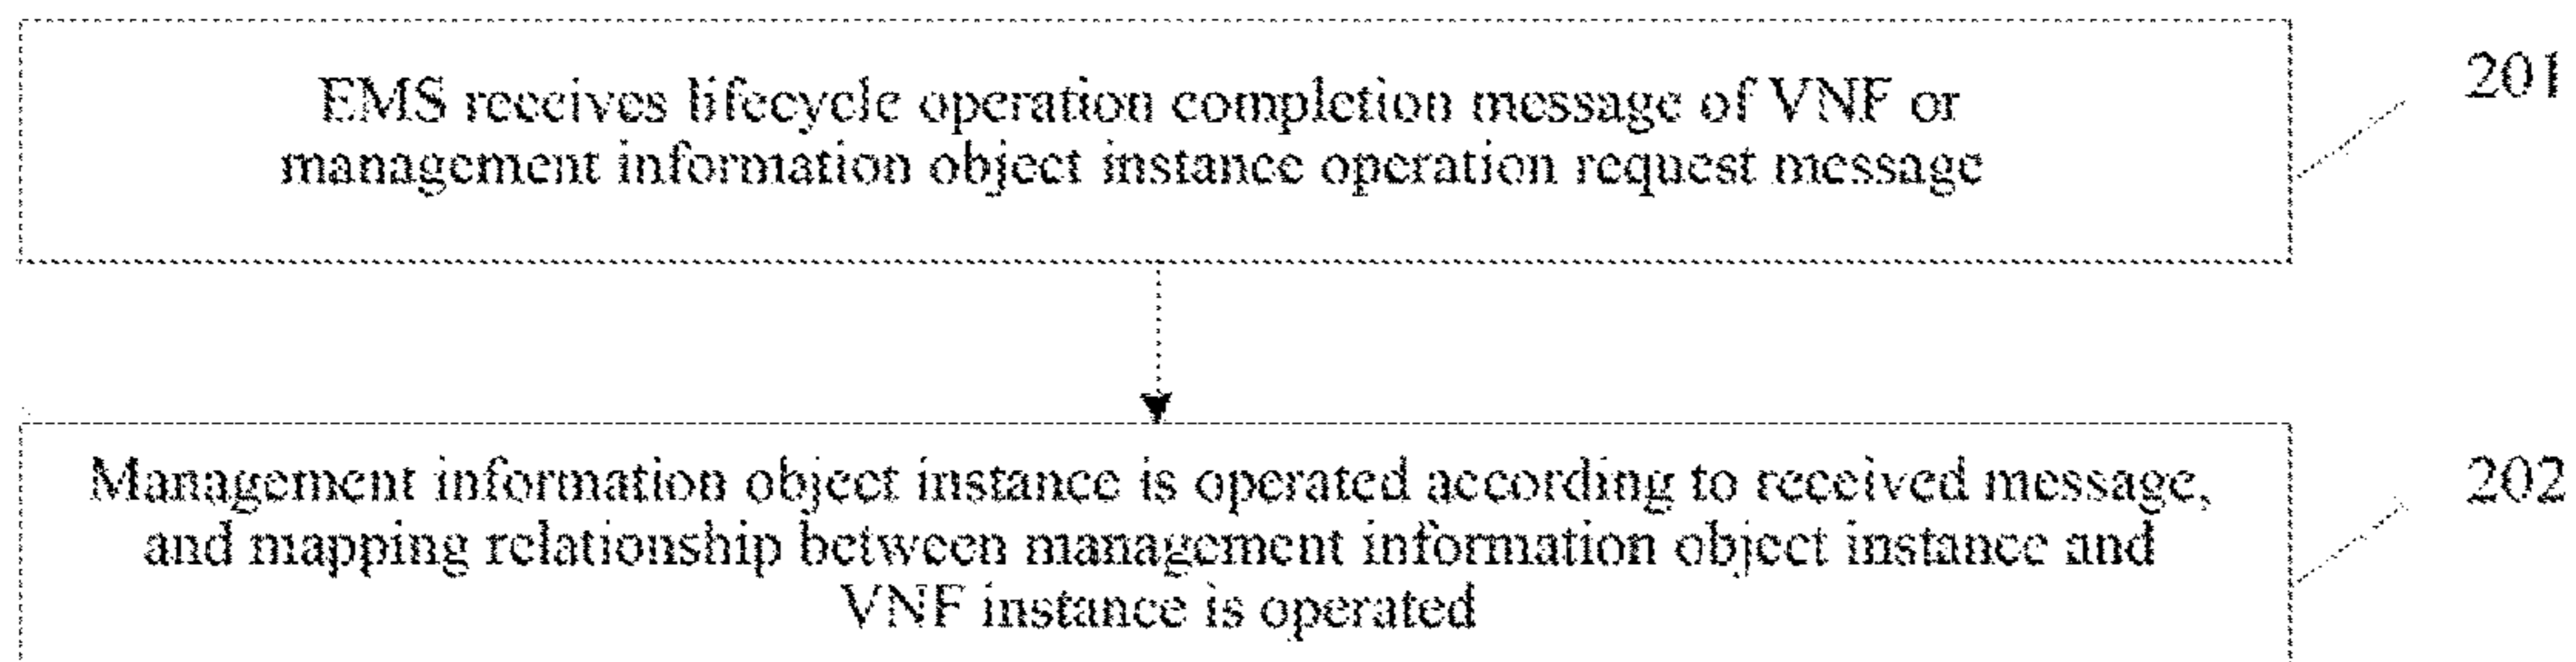 EMS receives lifecycle operation completion message of VNF or
management information object instance operation request message
201
Management information object instance is operated according to received message,
and mapping relationship between management information object instance and
VNF instance is operated
202